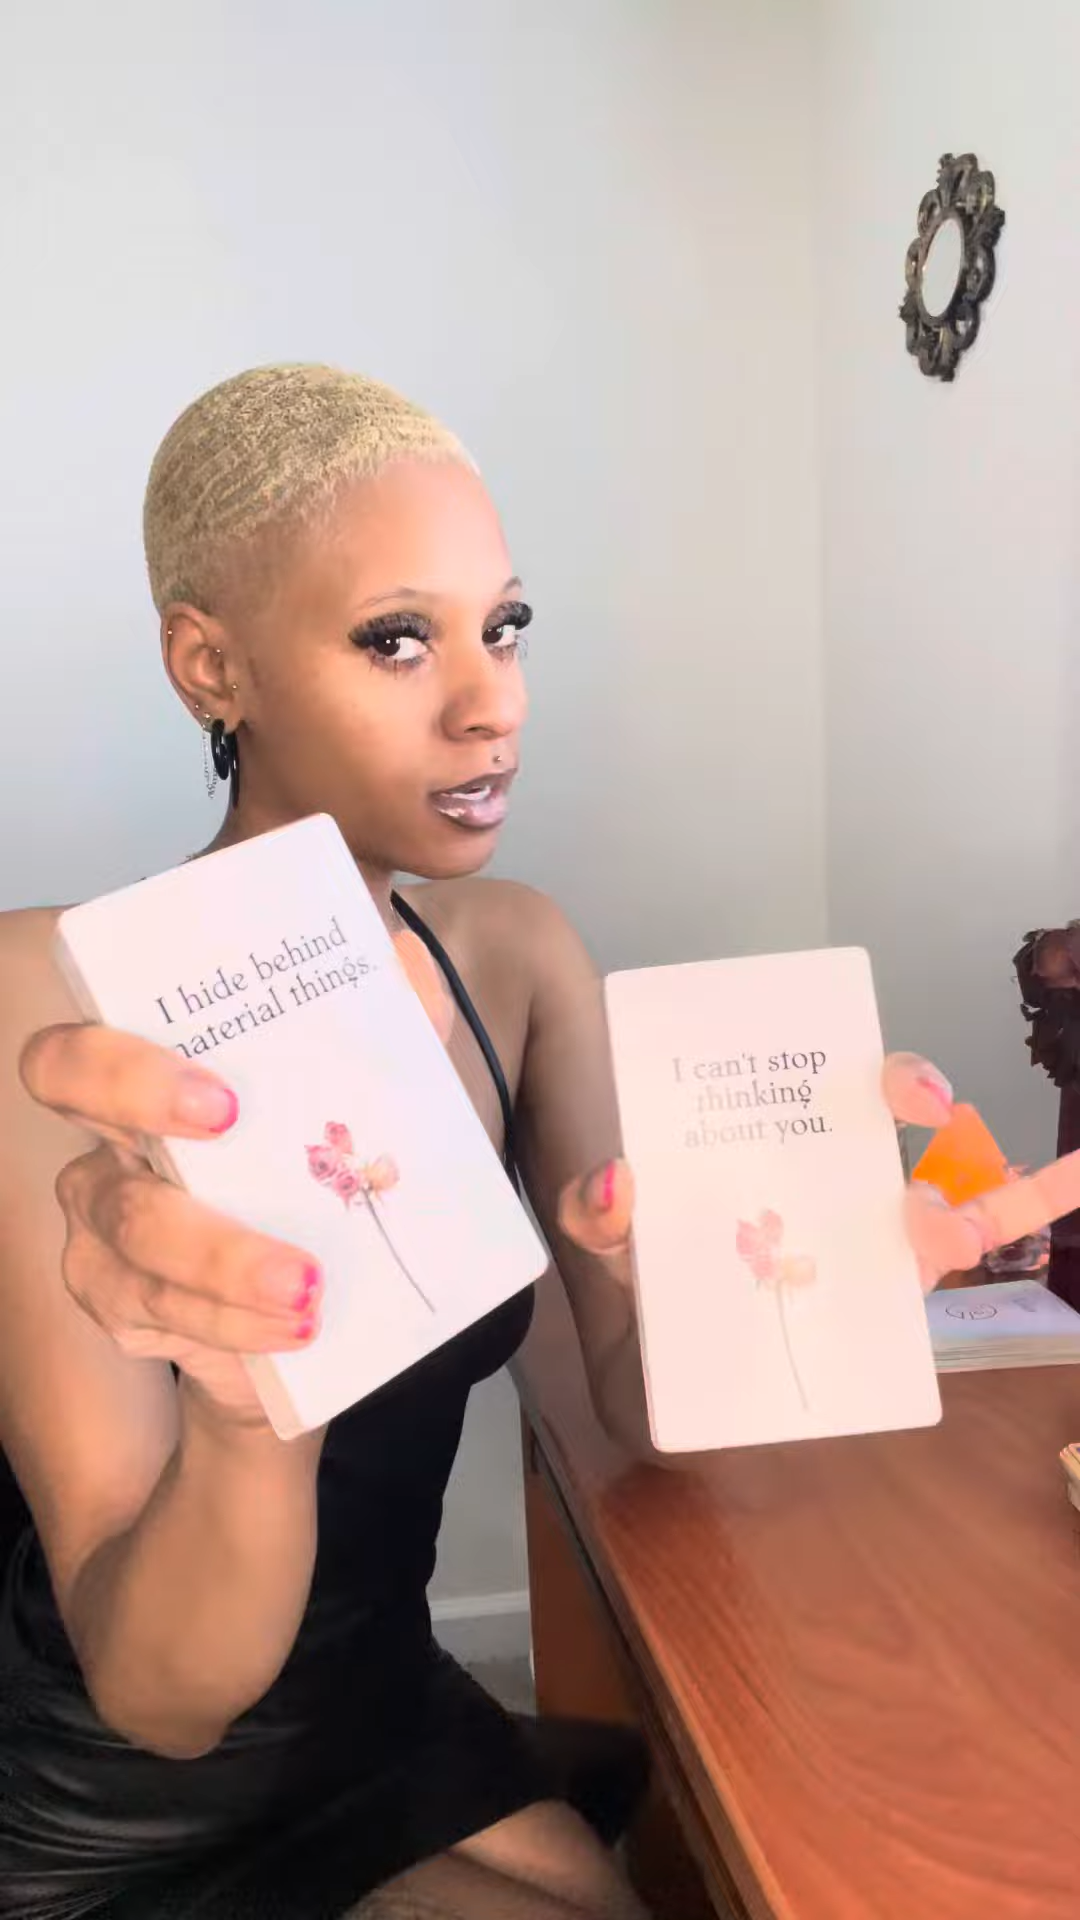 I hide behind
material things.
I can't stop
thinking
about you.